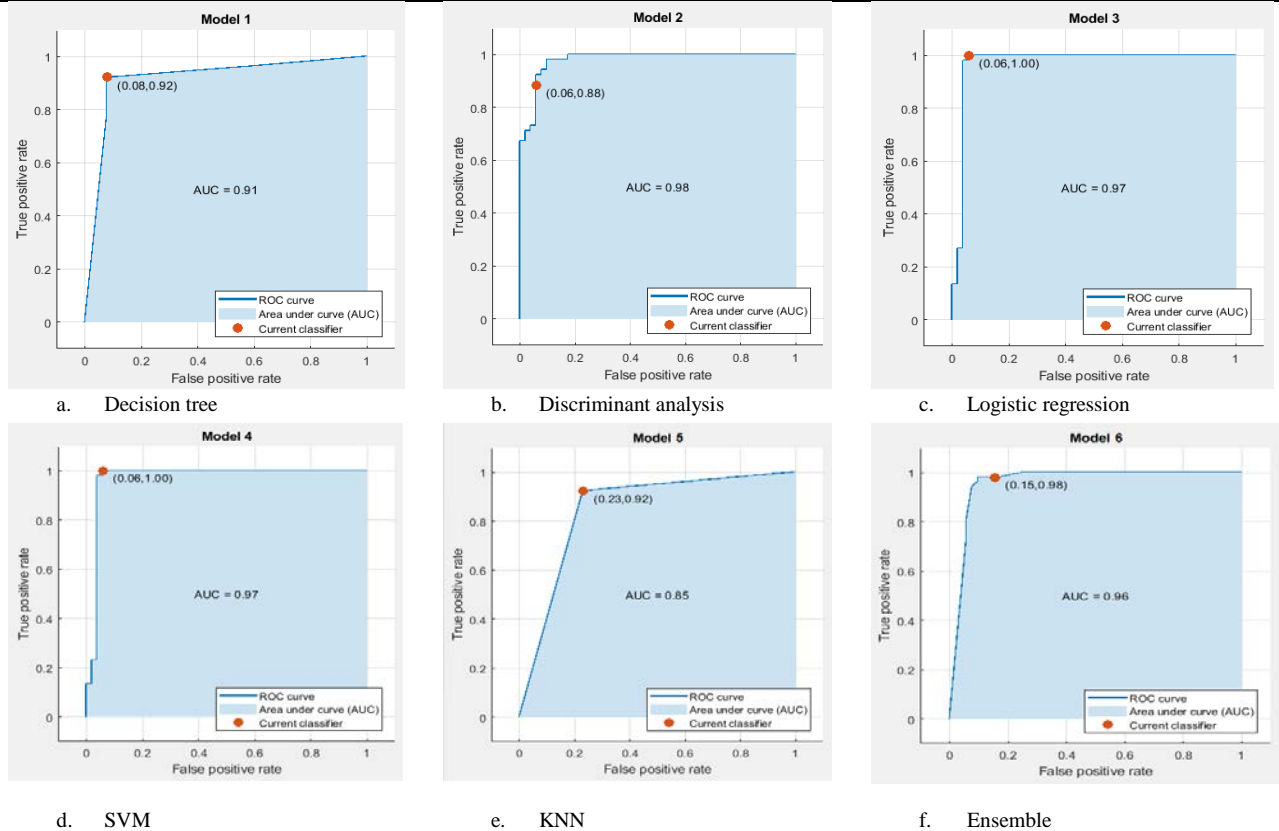 Model 1
True positive rate
1
0.8
0.6
0.4
0.2
0
(0.08,0.92)
AUC = 0.91
ROC curve
Area under curve (AUC)
Current classifier
0 0.2 0.4 0.6 0.8 1
False positive rate
a. Decision tree
Model 2
True positive rate
1
0.8
0.6
0.4
0.2
0
(0.06,0.88)
AUC = 0.98
ROC curve
Area under curve (AUC)
Current classifier
0 0.2 0.4 0.6 0.8 1
False positive rate
b. Discriminant analysis
Model 3
True positive rate
1
0.8
0.6
0.4
0.2
0
(0.06,1.00)
AUC = 0.97
ROC curve
Area under curve (AUC)
Current classifier
0 0.2 0.4 0.6 0.8 1
False positive rate
c. Logistic regression
Model 4
True positive rate
1
0.8
0.6
0.4
0.2
0
(0.06,1.00)
AUC = 0.97
ROC curve
Area under curve (AUC)
Current classifier
0 0.2 0.4 0.6 0.8 1
False positive rate
d. SVM
Model 5
True positive rate
1
0.8
0.6
0.4
0.2
0
(0.23,0.92)
AUC = 0.85
ROC curve
Area under curve (AUC)
Current classifier
0 0.2 0.4 0.6 0.8 1
False positive rate
e. KNN
Model 6
True positive rate
1
0.8
0.6
0.4
0.2
0
(0.15,0.98)
AUC = 0.96
ROC curve
Area under curve (AUC)
Current classifier
0 0.2 0.4 0.6 0.8 1
False positive rate
f. Ensemble